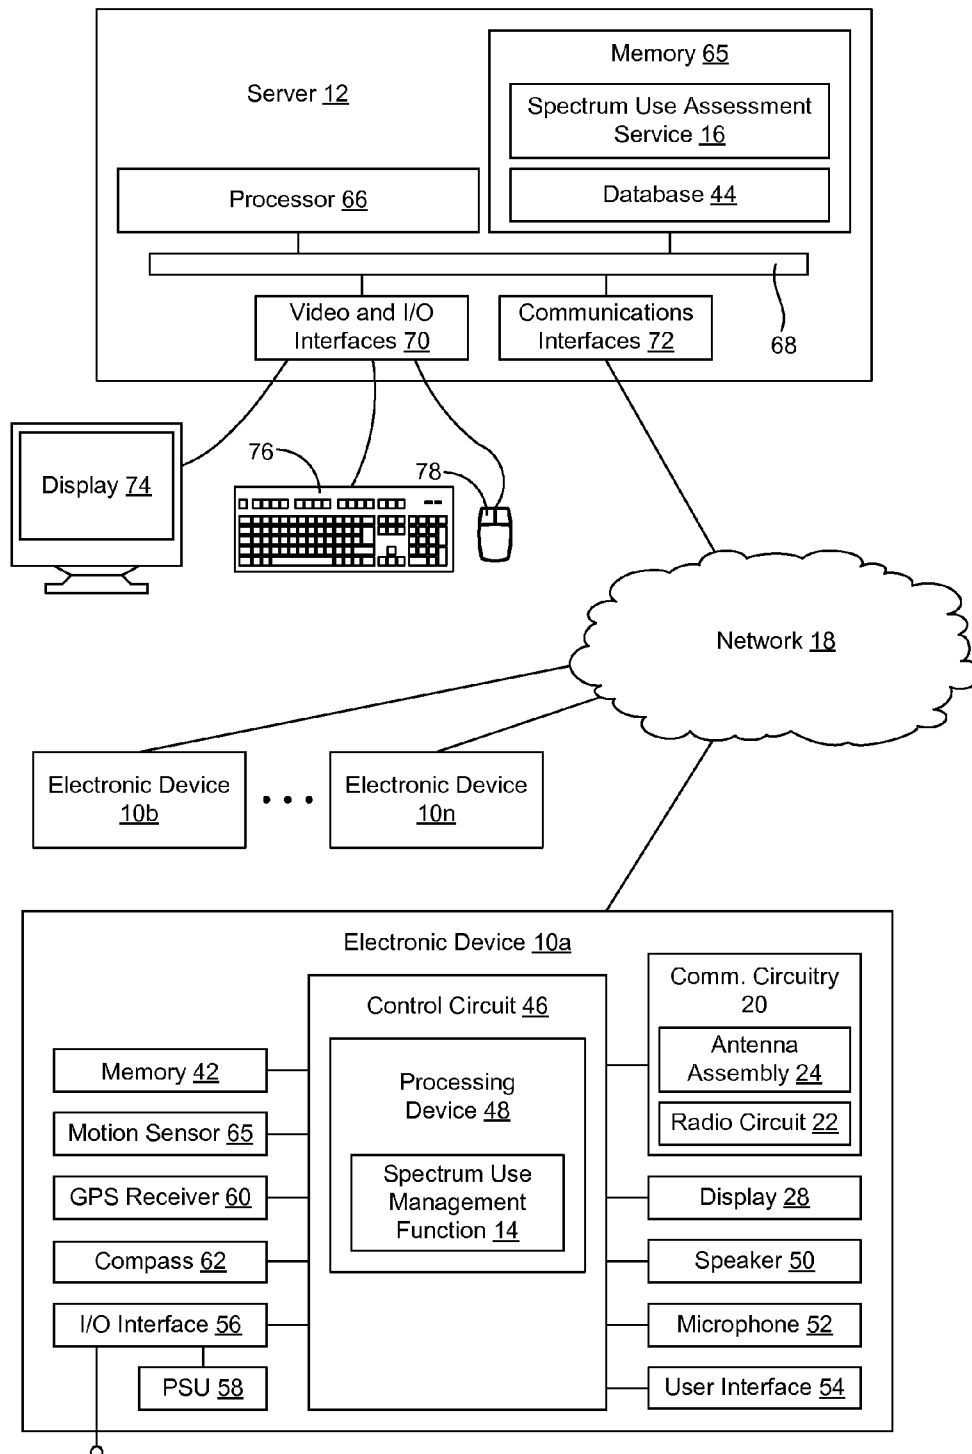 Server 12
Memory 65
Spectrum Use Assessment
Service 16
Processor 66
Database 44
Video and I/O
Interfaces 70
Communications
Interfaces 72
68
Display 74
76
78
Network 18
Electronic Device
10b
• • •
Electronic Device
10n
Electronic Device 10a
Control Circuit 46
Comm. Circuitry
20
Antenna
Assembly 24
Radio Circuit 22
Memory 42
Processing
Device 48
Motion Sensor 65
Spectrum Use
Management
Function 14
GPS Receiver 60
Display 28
Compass 62
Speaker 50
I/O Interface 56
Microphone 52
PSU 58
User Interface 54